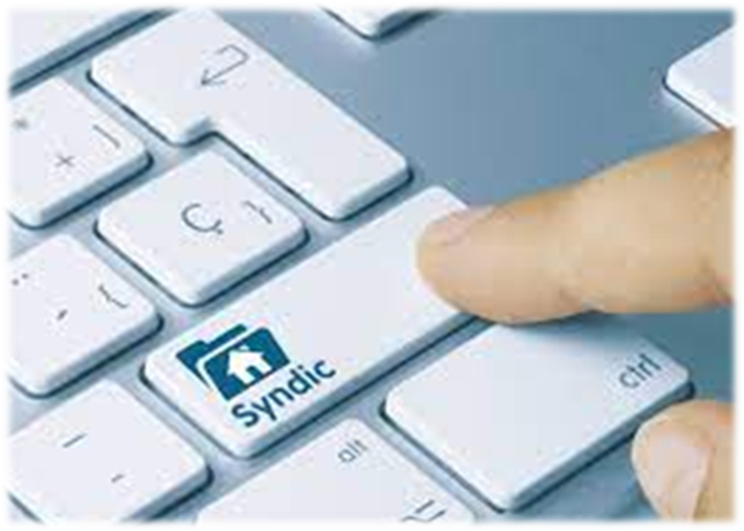 * ]
+
Ç }
¨ {
´
Syndic
ctrl
alt
-
_